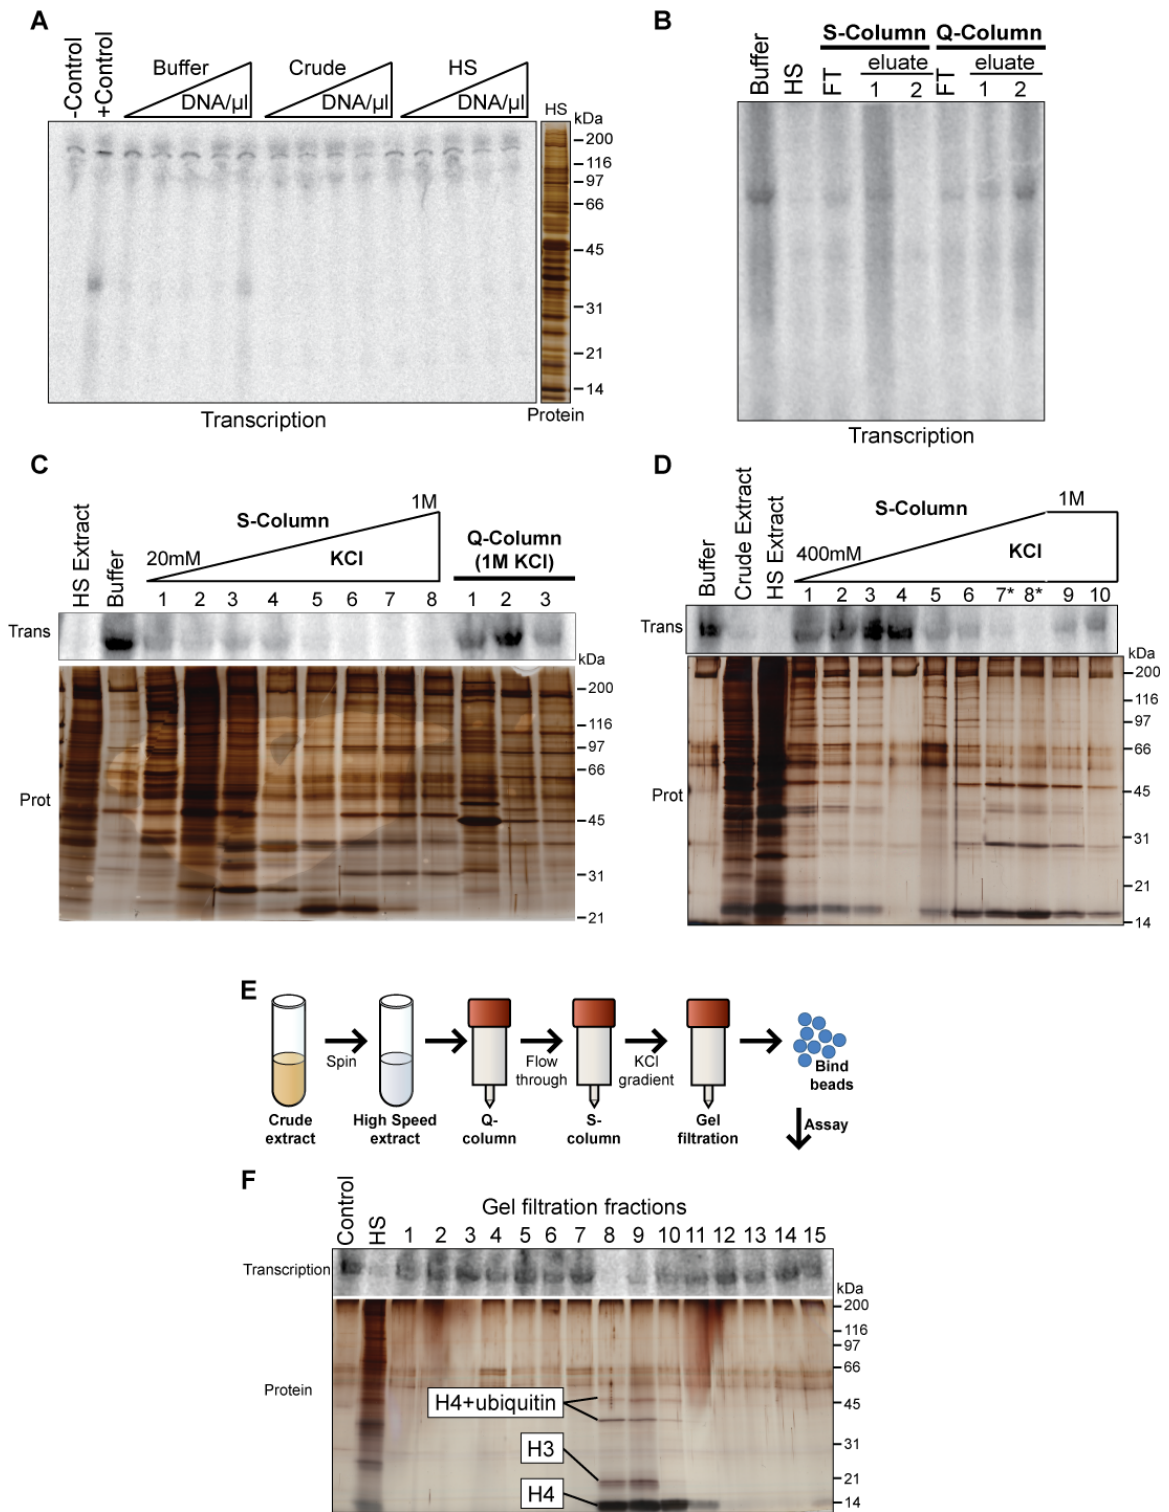 A
-Control
+Control
Buffer
DNA/µl
Crude
DNA/µl
HS
DNA/µl
HS
kDa
200
116
97
66
45
31
21
14
Transcription
Protein
B
Buffer
HS
S-Column
FT
eluate
1 2
Q-Column
FT
eluate
1 2
Transcription
C
HS Extract
Buffer
S-Column
20mM
KCl
1M
Q-Column
(1M KCl)
1 2 3 4 5 6 7 8 1 2 3
Trans
kDa
200
116
97
66
45
31
21
Prot
D
Buffer
Crude Extract
HS Extract
S-Column
400mM
KCl
1M
1 2 3 4 5 6 7* 8* 9 10
Trans
kDa
200
116
97
66
45
31
21
14
Prot
E
Spin
Flow
through
KCl
gradient
Crude
extract
High Speed
extract
Q-
column
S-
column
Gel
filtration
Bind
beads
Assay
F
Control
HS
Gel filtration fractions
1 2 3 4 5 6 7 8 9 10 11 12 13 14 15
Transcription
kDa
200
116
97
66
45
31
21
14
Protein
H4+ubiquitin
H3
H4